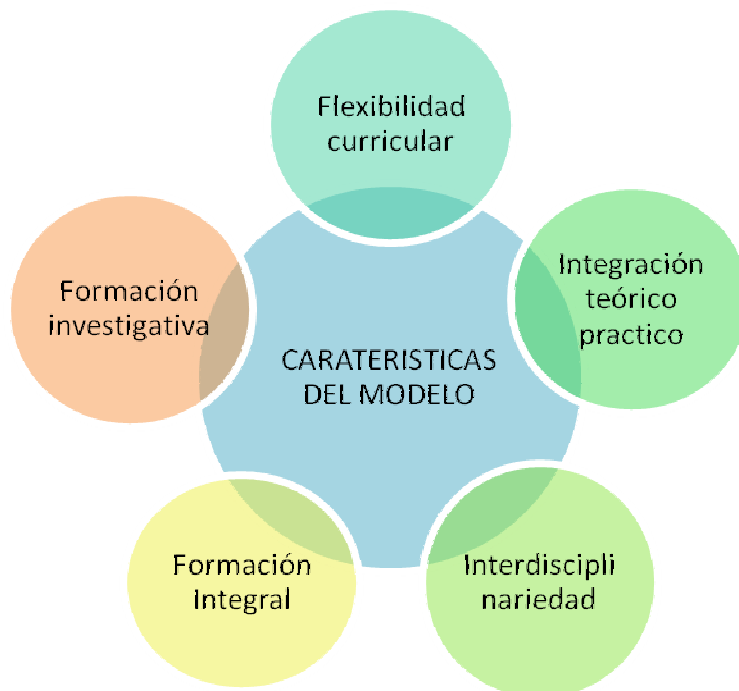 Flexibilidad
curricular
Integración
teórico
practico
Interdiscipli
nariedad
Formación
Integral
Formación
investigativa
CARATERISTICAS
DEL MODELO